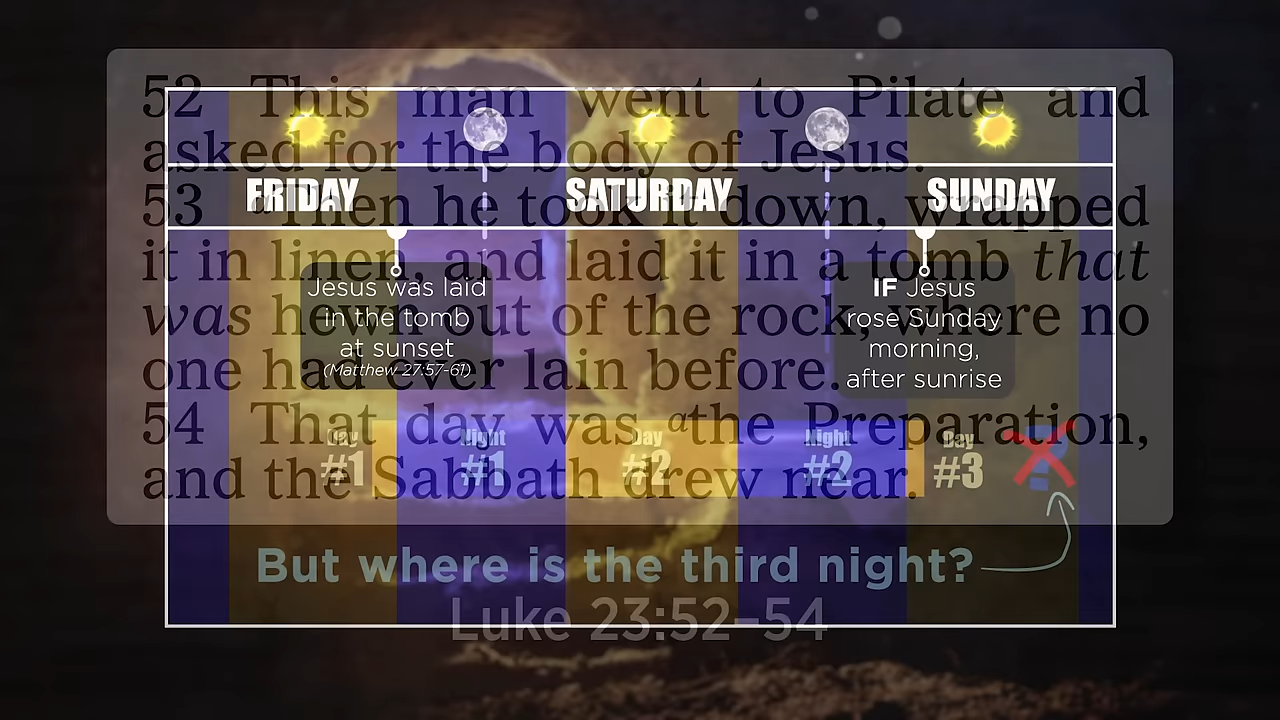 52 This man went to Pilate and
asked for the body of Jesus.
53 aThen he took it down, wrapped
it in linen, and laid it in a tomb that
was hewn out of the rock, where no
one had ever lain before.
54 That day was athe Preparation,
and the Sabbath drew near.
Luke 23:52–54
FRIDAY SATURDAY SUNDAY
Jesus was laid
in the tomb
at sunset
(Matthew 27:57-61)
IF Jesus
rose Sunday
morning,
after sunrise
Day Night Day Night Day
#1 #1 #2 #2 #3 ?
But where is the third night?